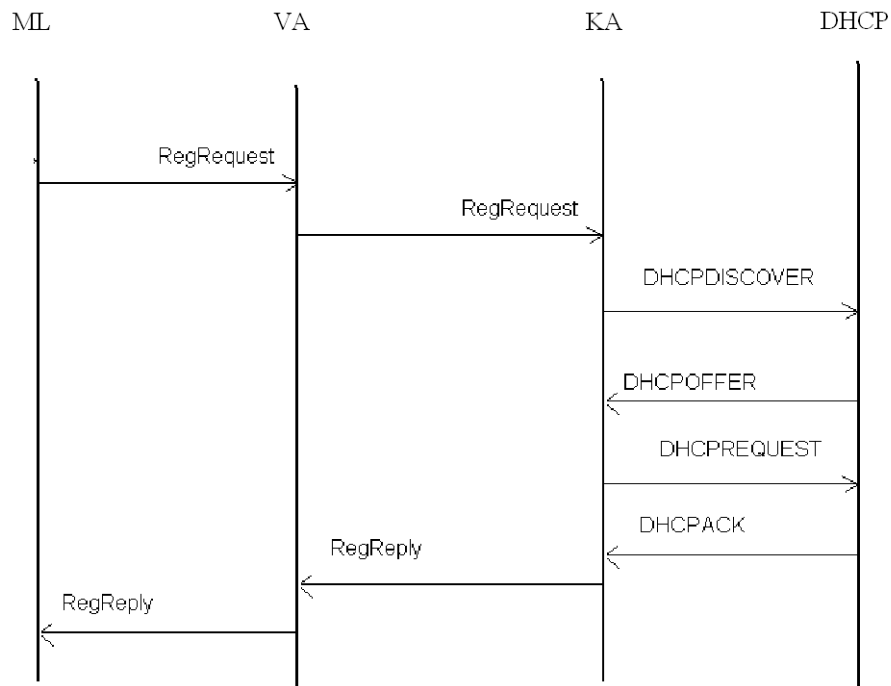 ML VA KA DHCP
RegRequest
RegRequest
DHCPDISCOVER
DHCPOFFER
DHCPREQUEST
DHCPACK
RegReply
RegReply